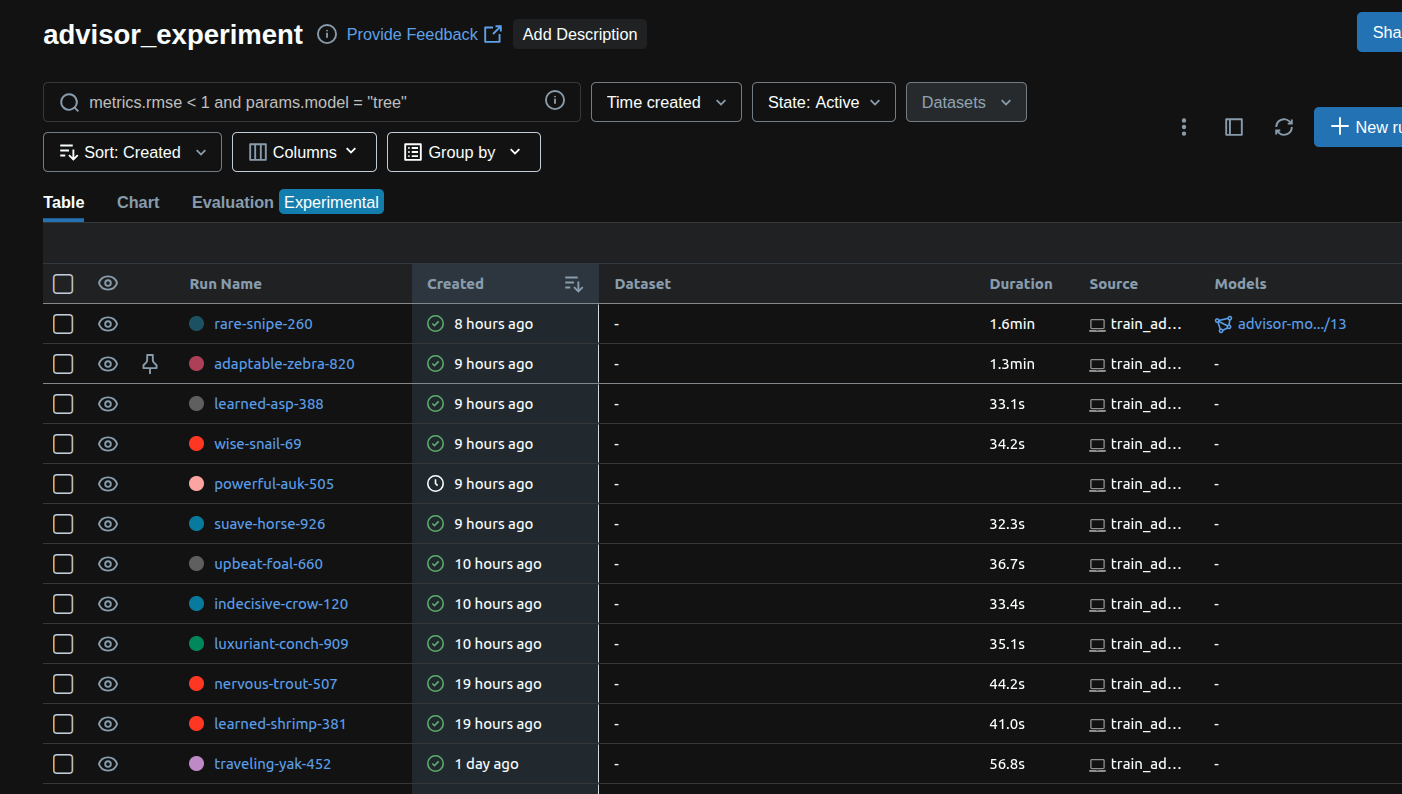 advisor_experiment Provide Feedback Add Description Sha
metrics.rmse < 1 and params.model = "tree" Time created State: Active Datasets
New ru
Sort: Created Columns Group by
Table Chart Evaluation Experimental
Run Name Created Dataset Duration Source Models
rare-snipe-260 8 hours ago - 1.6min train_ad... advisor-mo.../13
adaptable-zebra-820 9 hours ago - 1.3min train_ad... -
learned-asp-388 9 hours ago - 33.1s train_ad... -
wise-snail-69 9 hours ago - 34.2s train_ad... -
powerful-auk-505 9 hours ago - train_ad... -
suave-horse-926 9 hours ago - 32.3s train_ad... -
upbeat-foal-660 10 hours ago - 36.7s train_ad... -
indecisive-crow-120 10 hours ago - 33.4s train_ad... -
luxuriant-conch-909 10 hours ago - 35.1s train_ad... -
nervous-trout-507 19 hours ago - 44.2s train_ad... -
learned-shrimp-381 19 hours ago - 41.0s train_ad... -
traveling-yak-452 1 day ago - 56.8s train_ad... -